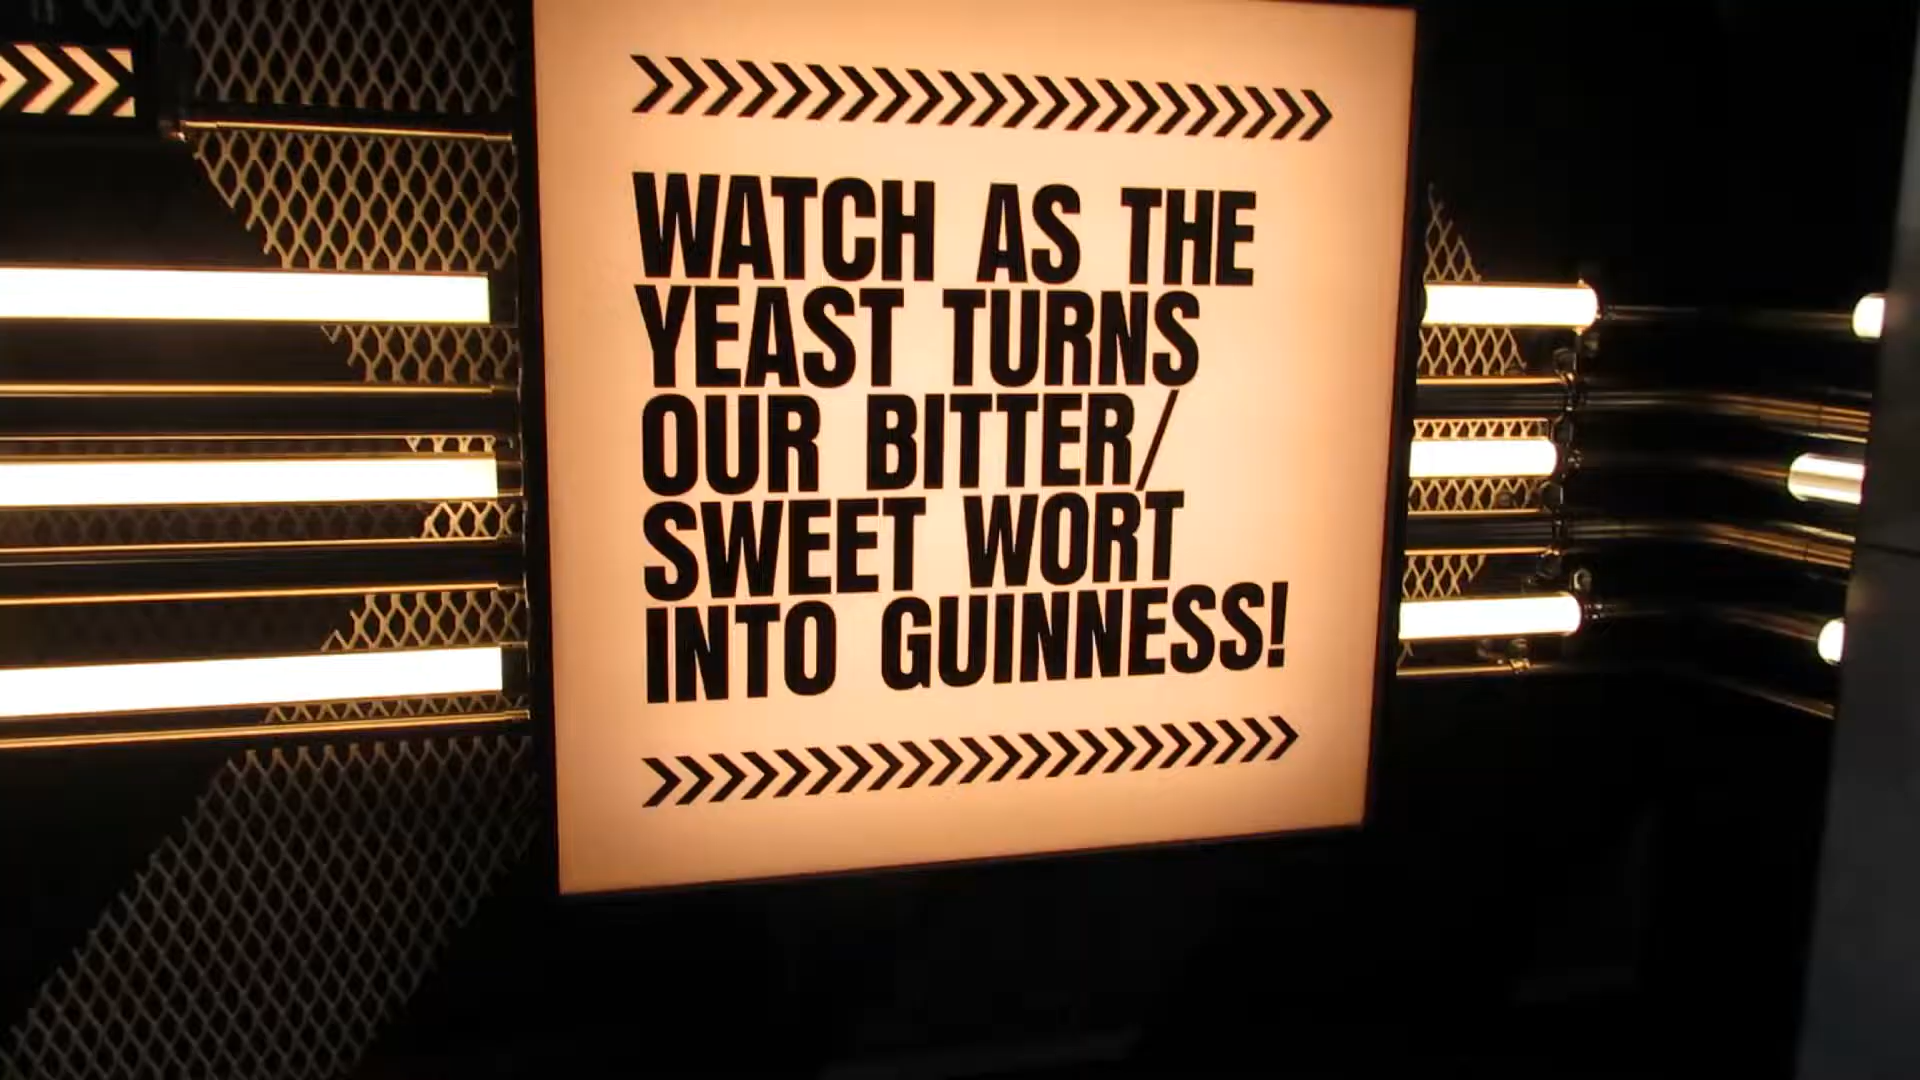 WATCH AS THE
YEAST TURNS
OUR BITTER/
SWEET WORT
INTO GUINNESS!